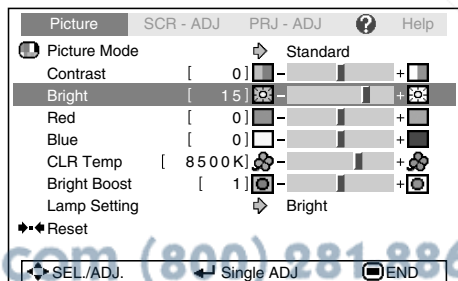 Picture SCR - ADJ PRJ - ADJ ? Help
Picture Mode Standard
Contrast [ 0 ] - +
Bright [ 15 ] - +
Red [ 0 ] - +
Blue [ 0 ] - +
CLR Temp [ 8500K ] - +
Bright Boost [ 1 ] - +
Lamp Setting Bright
Reset
com (800) 281-886
SEL./ADJ. Single ADJ END